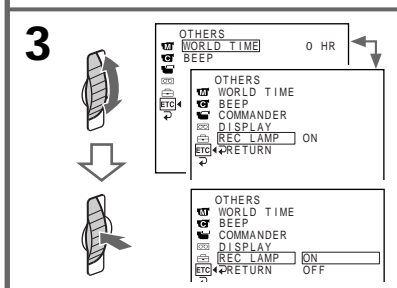 3
OTHERS
WORLD TIME 0 HR
BEEP
ETC
OTHERS
WORLD TIME
BEEP
COMMANDER
DISPLAY
REC LAMP ON
ETC RETURN
OTHERS
WORLD TIME
BEEP
COMMANDER
DISPLAY
REC LAMP ON
ETC RETURN OFF